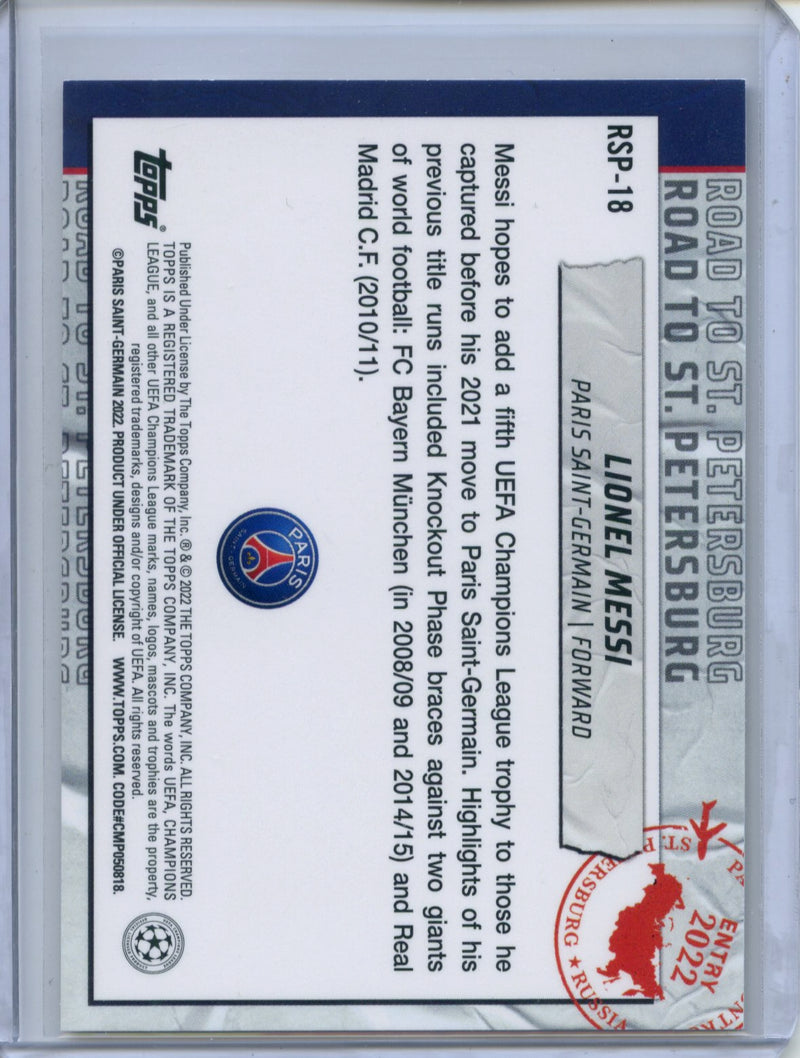 ROAD TO ST. PETERSBURG
ROAD TO ST. PETERSBURG
RSP-18
LIONEL MESSI
PARIS SAINT-GERMAIN | FORWARD
ENTRY
2022
ST. P
ERSBURG ★ RUSSIA
Messi hopes to add a fifth UEFA Champions League trophy to those he
captured before his 2021 move to Paris Saint-Germain. Highlights of his
previous title runs included Knockout Phase braces against two giants
of world football: FC Bayern München (in 2008/09 and 2014/15) and Real
Madrid C.F. (2010/11).
PARIS
SAINT-GERMAIN
topps®
Published Under License by The Topps Company, Inc. ® & © 2022 THE TOPPS COMPANY, INC. ALL RIGHTS RESERVED.
TOPPS IS A REGISTERED TRADEMARK OF THE TOPPS COMPANY, INC. The words UEFA, CHAMPIONS
LEAGUE, and all other UEFA Champions League marks, names, logos, mascots and trophies are the property,
registered trademarks, designs and/or copyright of UEFA. All rights reserved.
©PARIS SAINT-GERMAIN 2022. PRODUCT UNDER OFFICIAL LICENSE. WWW.TOPPS.COM. CODE#CMP050818.
ROAD TO ST. PETERSBURG